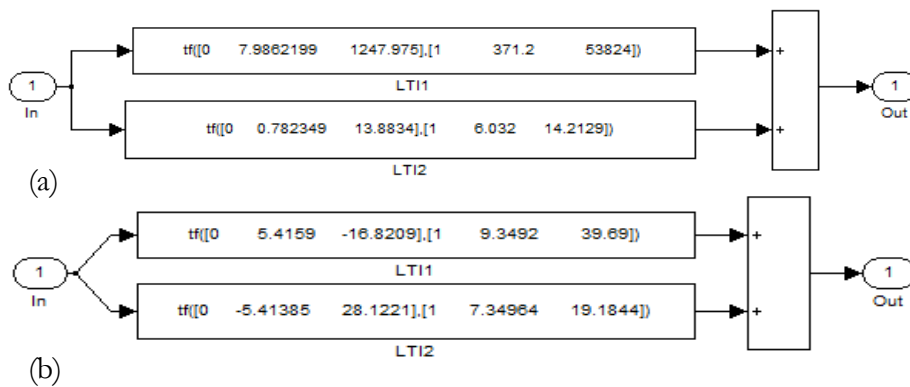 tf([0 7.9862199 1247.975],[1 371.2 53824])
+
1
In
LTI1
1
Out
tf([0 0.782349 13.8834],[1 6.032 14.2129])
+
LTI2
(a)
tf([0 5.4159 -16.8209],[1 9.3492 39.69])
+
LTI1
1
In
1
Out
tf([0 -5.41385 28.1221],[1 7.34964 19.1844])
+
LTI2
(b)